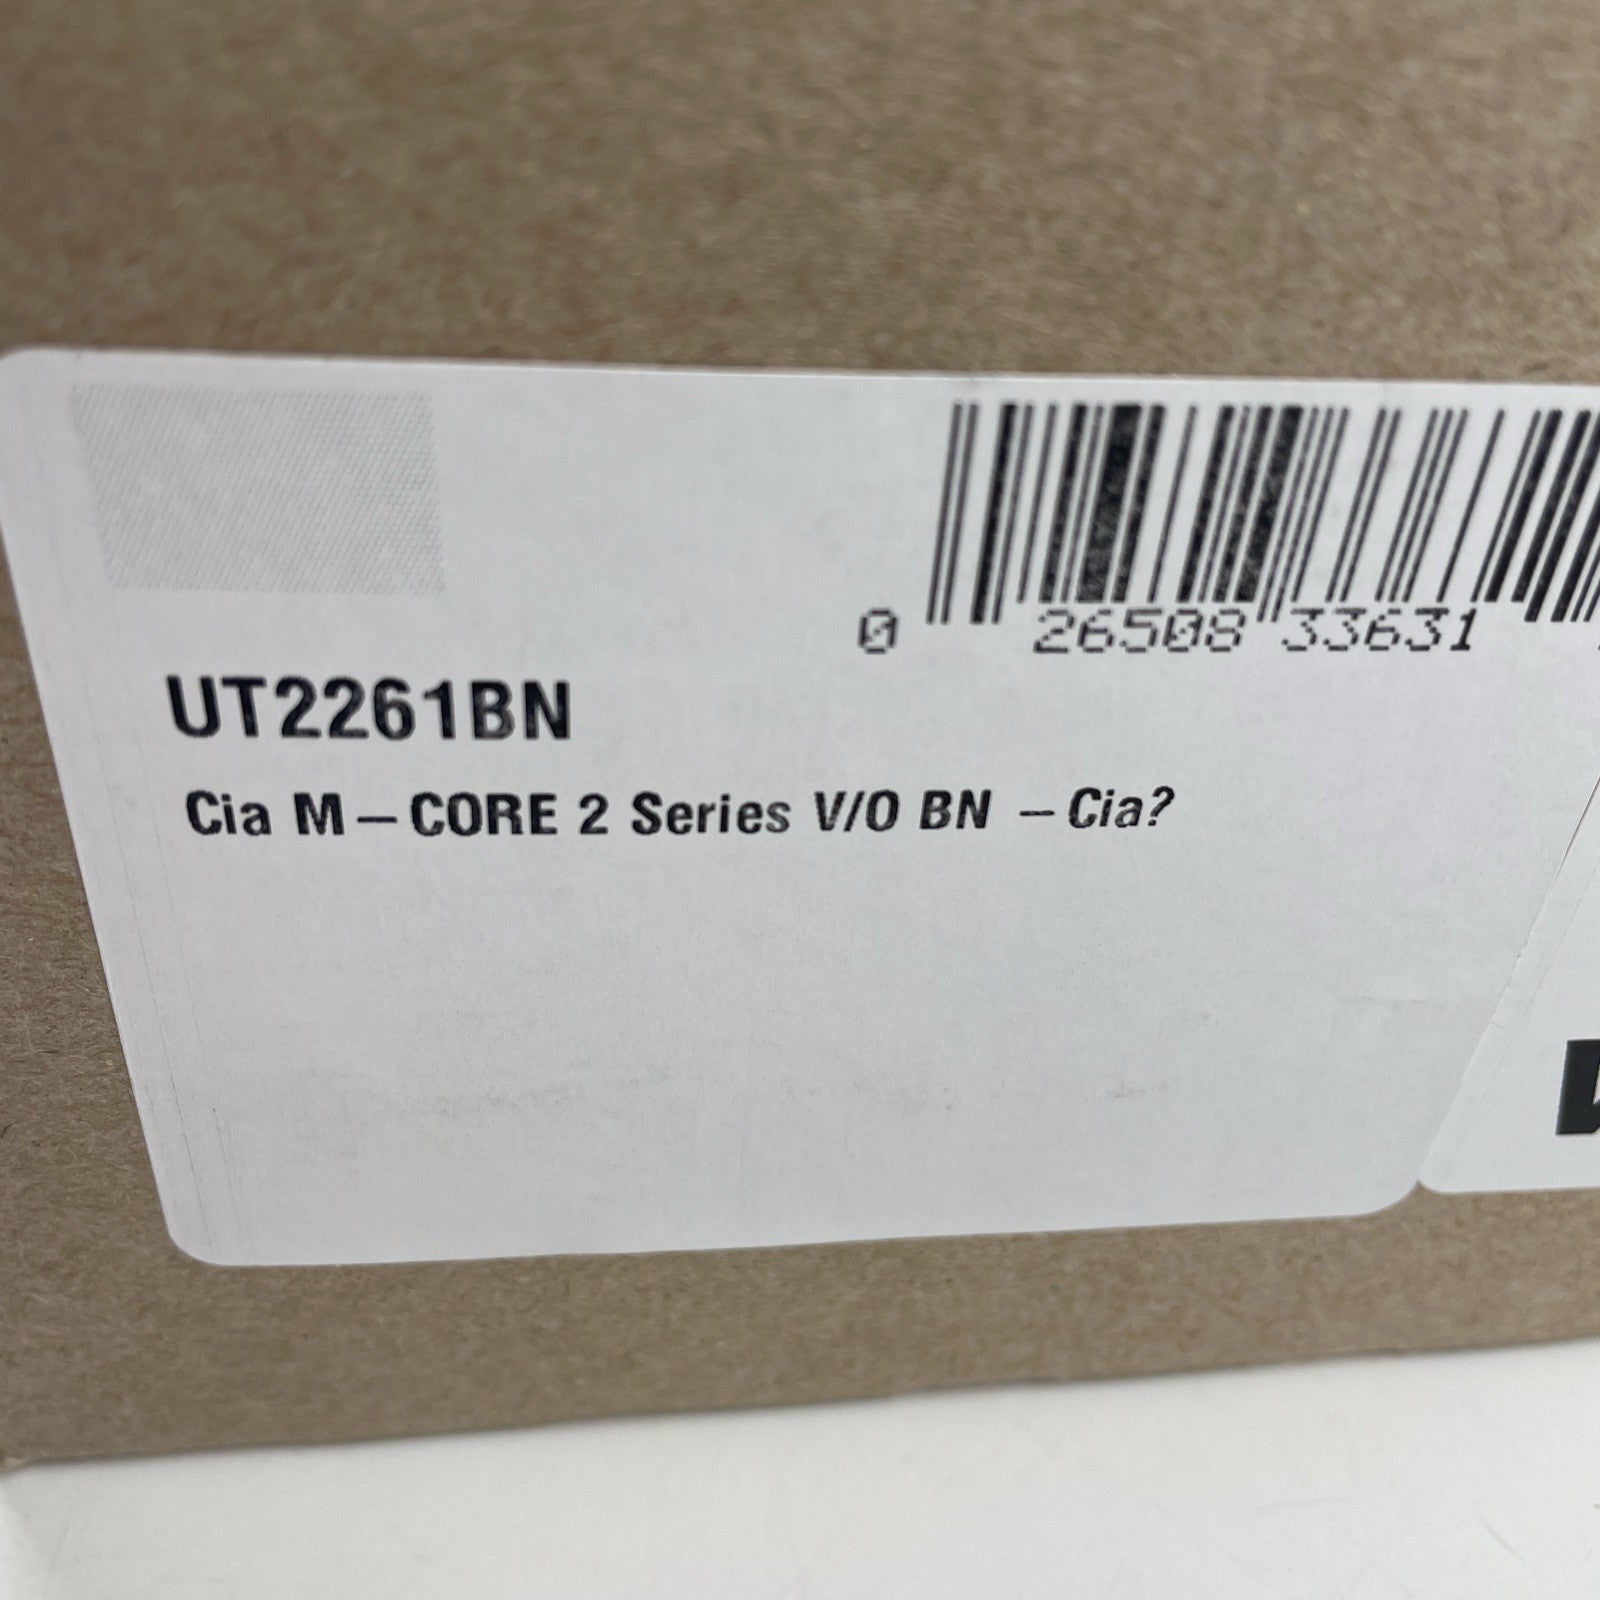 0 26508 33631
UT2261BN
Cia M-CORE 2 Series V/O BN -Cia?